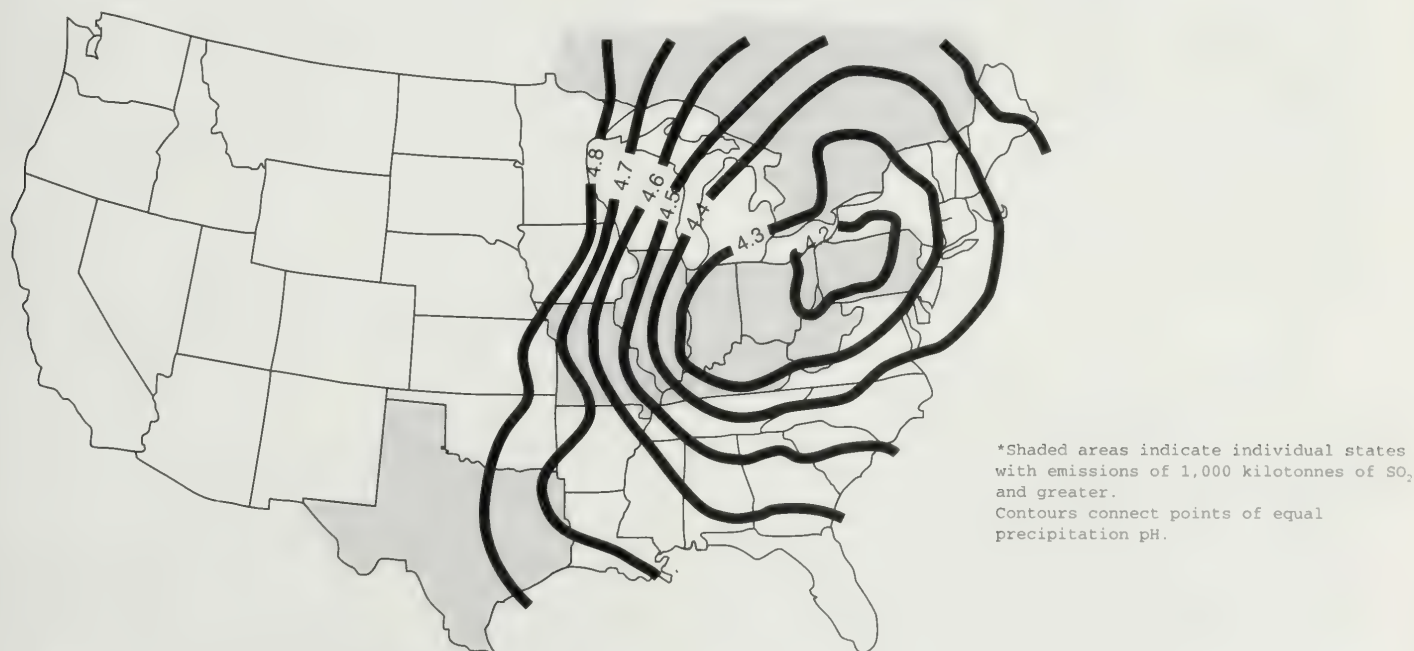 4.8
4.7
4.6
4.5
4.4
4.3
4.2
*Shaded areas indicate individual states
with emissions of 1,000 kilotonnes of SO₂
and greater.
Contours connect points of equal
precipitation pH.